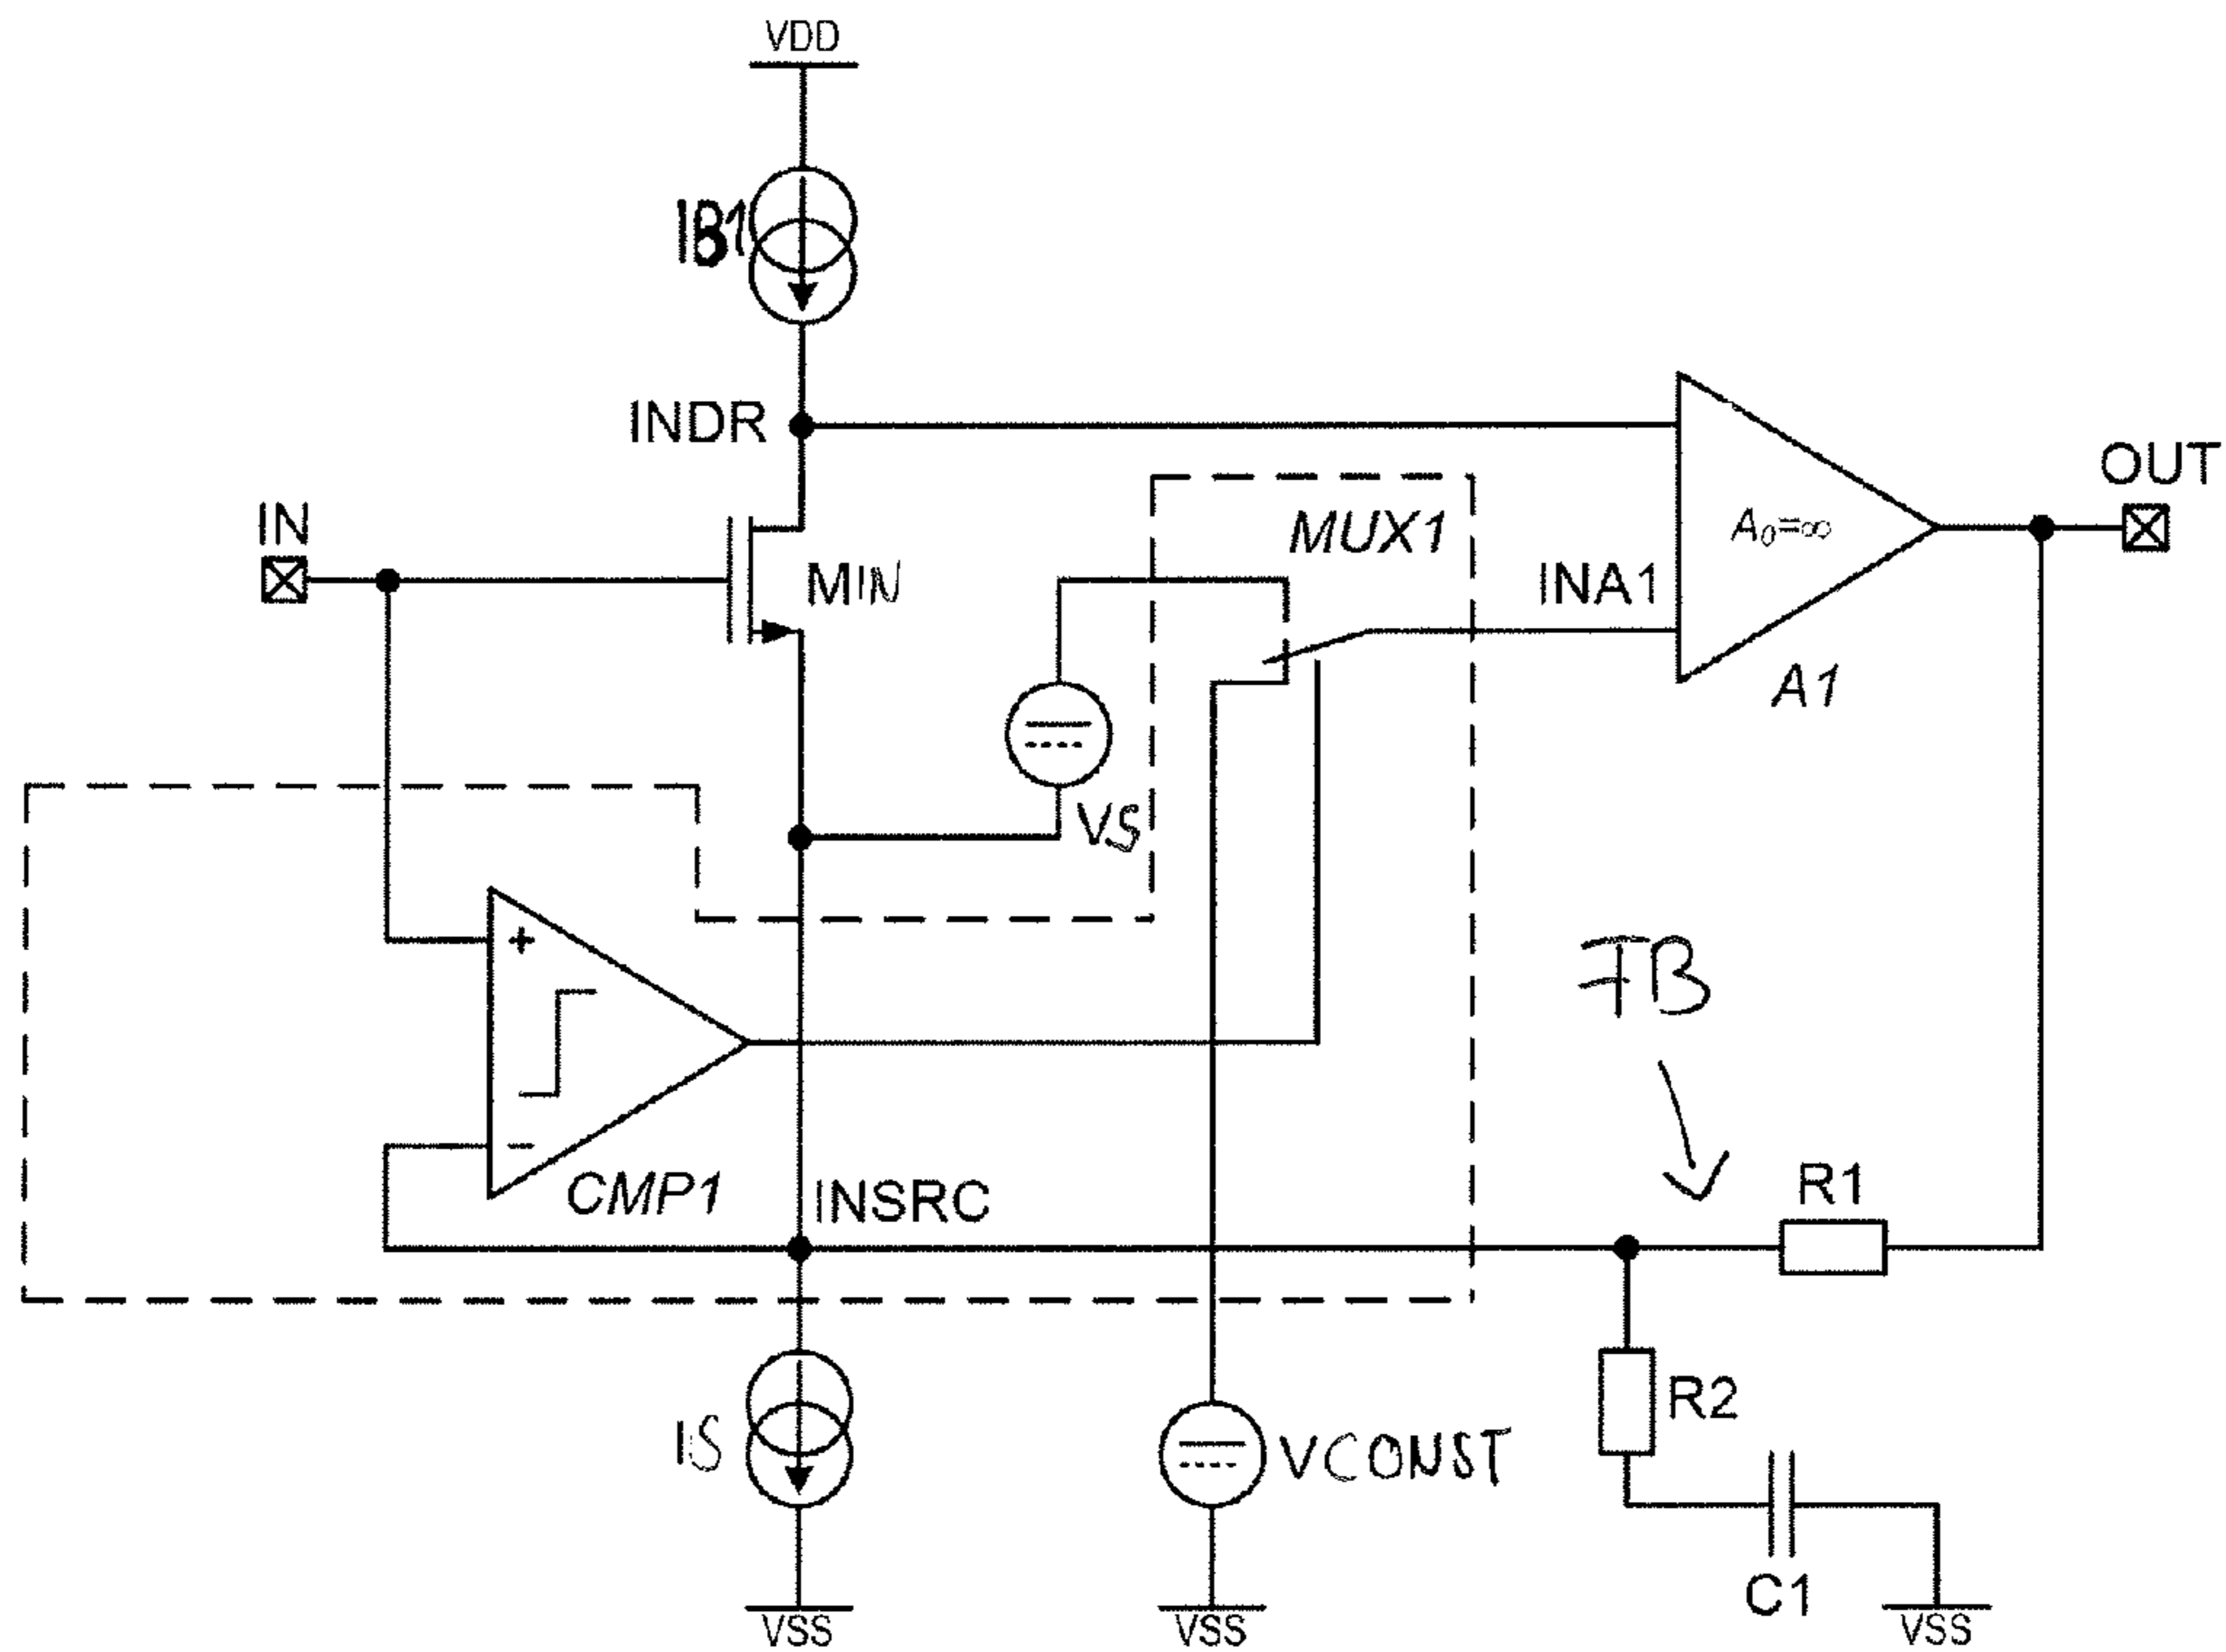 VDD
IB1
INDR
OUT
IN
MUX1
A0=∞
MIN
INA1
A1
VS
+
FB
-
CMP1
INSRC
R1
R2
IS
VCONST
C1
VSS
VSS
VSS